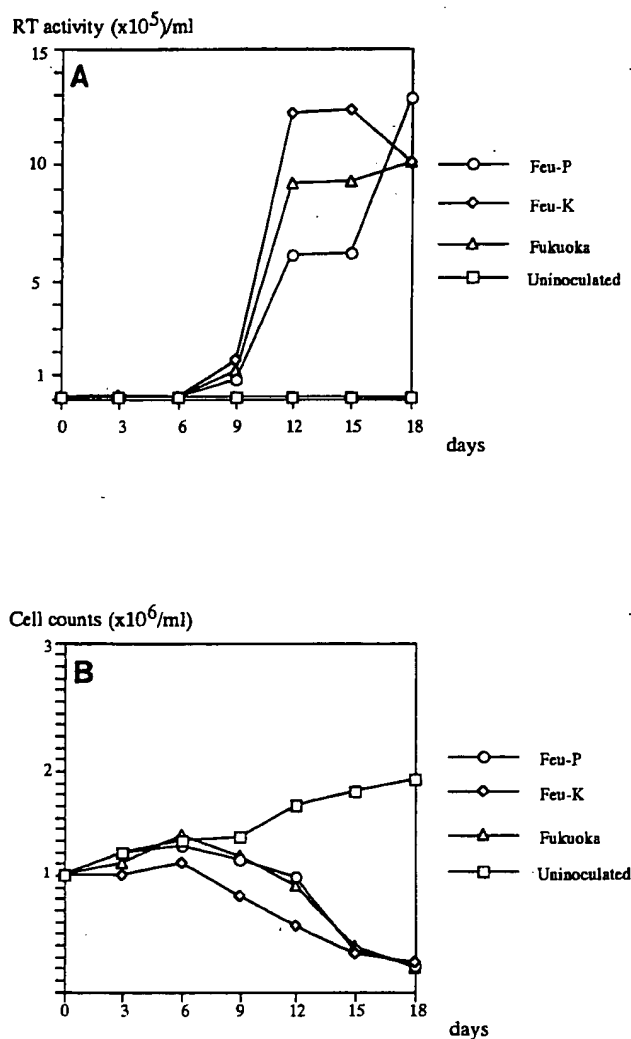 RT activity (x10⁵)/ml
15
A
10
5
1
0 3 6 9 12 15 18
days
Feu-P
Feu-K
Fukuoka
Uninoculated
Cell counts (x10⁶/ml)
3
B
2
1
0 3 6 9 12 15 18
days
Feu-P
Feu-K
Fukuoka
Uninoculated